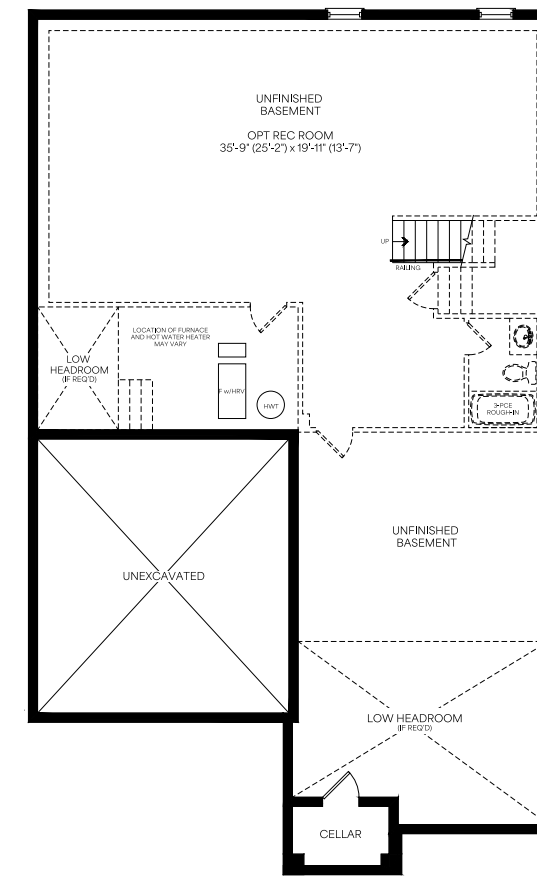 UNFINISHED
BASEMENT
OPT REC ROOM
35'-9" (25'-2") x 19'-11" (13'-7")
UP
RAILING
LOCATION OF FURNACE
AND HOT WATER HEATER
MAY VARY
LOW
HEADROOM
(IF REQ'D)
F w/HRV
HWT
3-PCE
ROUGH-IN
UNFINISHED
BASEMENT
UNEXCAVATED
LOW HEADROOM
(IF REQ'D)
CELLAR